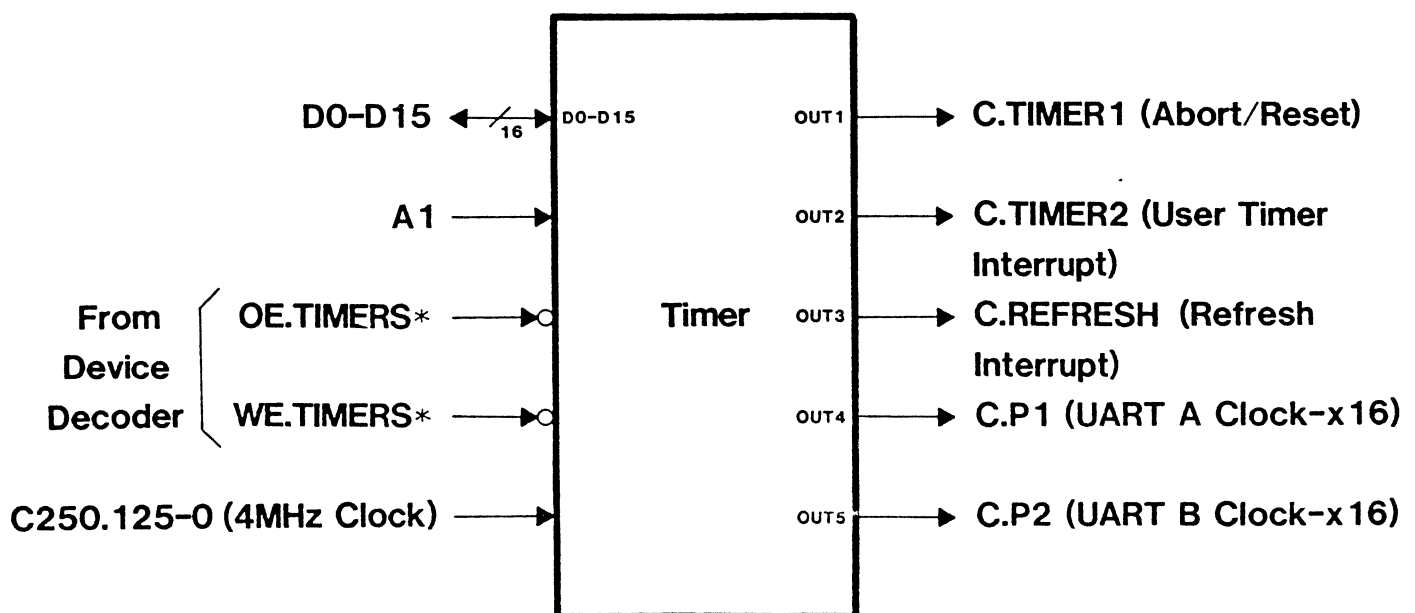 D0-D15
16
D0-D15
OUT1
C.TIMER1 (Abort/Reset)
A1
OUT2
C.TIMER2 (User Timer
Interrupt)
From
Device
Decoder
OE.TIMERS*
Timer
OUT3
C.REFRESH (Refresh
Interrupt)
WE.TIMERS*
OUT4
C.P1 (UART A Clock-x16)
C250.125-0 (4MHz Clock)
OUT5
C.P2 (UART B Clock-x16)